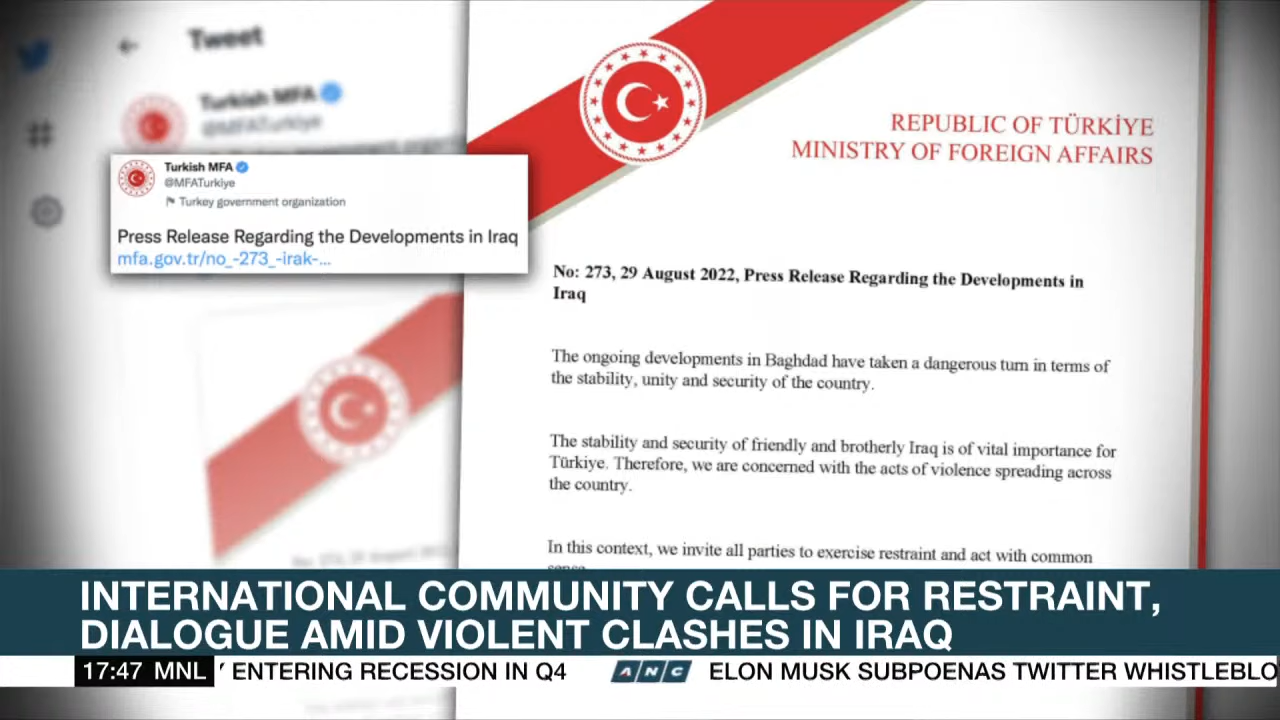 Tweet
Turkish MFA
@MFATurkiye
Turkish MFA
@MFATurkiye
Turkey government organization
Press Release Regarding the Developments in Iraq
mfa.gov.tr/no_-273_-irak-...
REPUBLIC OF TÜRKİYE
MINISTRY OF FOREIGN AFFAIRS
No: 273, 29 August 2022, Press Release Regarding the Developments in
Iraq
The ongoing developments in Baghdad have taken a dangerous turn in terms of
the stability, unity and security of the country.
The stability and security of friendly and brotherly Iraq is of vital importance for
Türkiye. Therefore, we are concerned with the acts of violence spreading across
the country.
In this context, we invite all parties to exercise restraint and act with common
INTERNATIONAL COMMUNITY CALLS FOR RESTRAINT,
DIALOGUE AMID VIOLENT CLASHES IN IRAQ
17:47 MNL ENTERING RECESSION IN Q4 ANC ELON MUSK SUBPOENAS TWITTER WHISTLEBLO